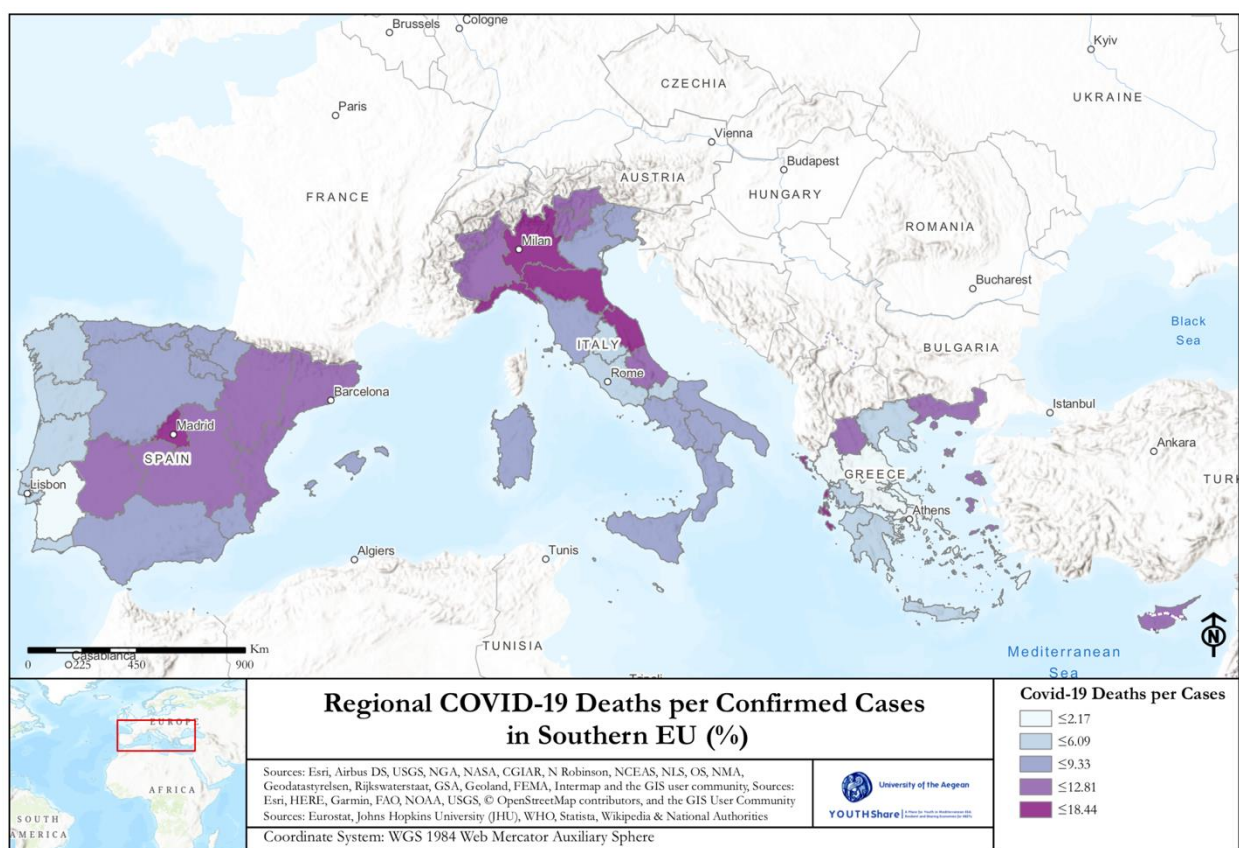 Brussels
Cologne
Kyiv
CZECHIA
UKRAINE
Paris
Vienna
Budapest
AUSTRIA
FRANCE
HUNGARY
ROMANIA
Milan
Bucharest
Black
Sea
ITALY
BULGARIA
Rome
Barcelona
Istanbul
Madrid
Ankara
SPAIN
GREECE
TURK
Lisbon
Athens
Algiers
Tunis
TUNISIA
Km
0 225 450 900
Casablanca
Mediterranean
Sea
N
Tripoli
EUROPE
AFRICA
SOUTH
AMERICA
Regional COVID-19 Deaths per Confirmed Cases
in Southern EU (%)
Sources: Esri, Airbus DS, USGS, NGA, NASA, CGIAR, N Robinson, NCEAS, NLS, OS, NMA,
Geodatastyrelsen, Rijkswaterstaat, GSA, Geoland, FEMA, Intermap and the GIS user community, Sources:
Esri, HERE, Garmin, FAO, NOAA, USGS, © OpenStreetMap contributors, and the GIS User Community
Sources: Eurostat, Johns Hopkins University (JHU), WHO, Statista, Wikipedia & National Authorities
University of the Aegean
YOUTHShare
Coordinate System: WGS 1984 Web Mercator Auxiliary Sphere
Covid-19 Deaths per Cases
≤2.17
≤6.09
≤9.33
≤12.81
≤18.44